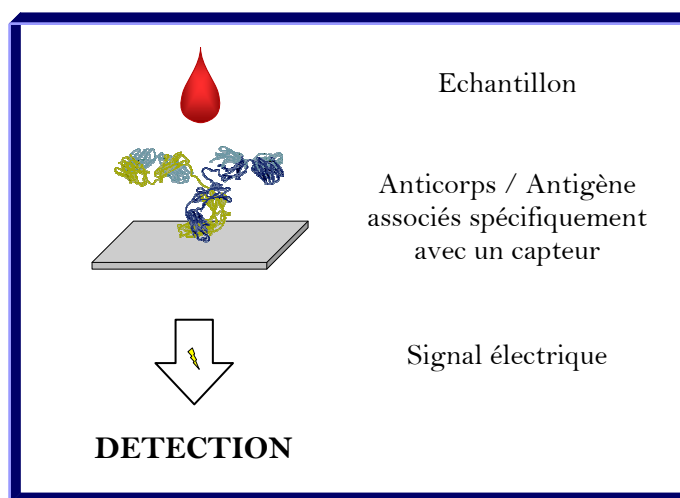 Echantillon
Anticorps / Antigène
associés spécifiquement
avec un capteur
Signal électrique
DETECTION